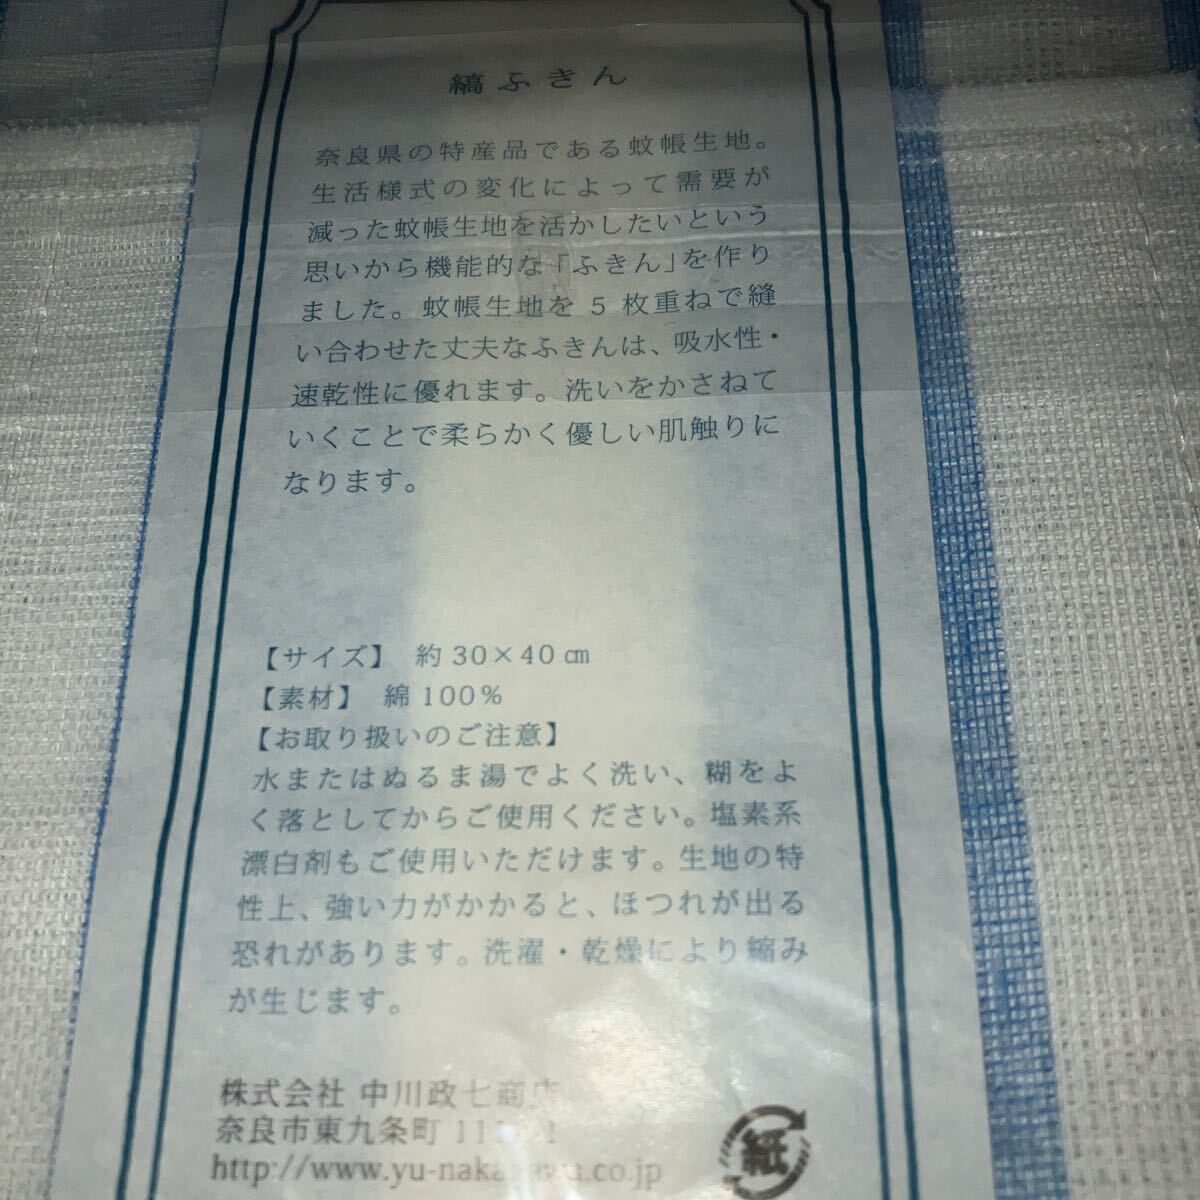 縞ふきん
奈良県の特産品である蚊帳生地。
生活様式の変化によって需要が
減った蚊帳生地を活かしたいという
思いから機能的な「ふきん」を作り
ました。蚊帳生地を5枚重ねで縫
い合わせた丈夫なふきんは、吸水性・
速乾性に優れます。洗いをかさねて
いくことで柔らかく優しい肌触りに
なります。
【サイズ】 約30×40㎝
【素材】 綿100%
【お取り扱いのご注意】
水またはぬるま湯でよく洗い、糊をよ
く落としてからご使用ください。塩素系
漂白剤もご使用いただけます。生地の特
性上、強い力がかかると、ほつれが出る
恐れがあります。洗濯・乾燥により縮み
が生じます。
株式会社 中川政七商店
奈良市東九条町
http://www.yu-nakagawa.co.jp
紙